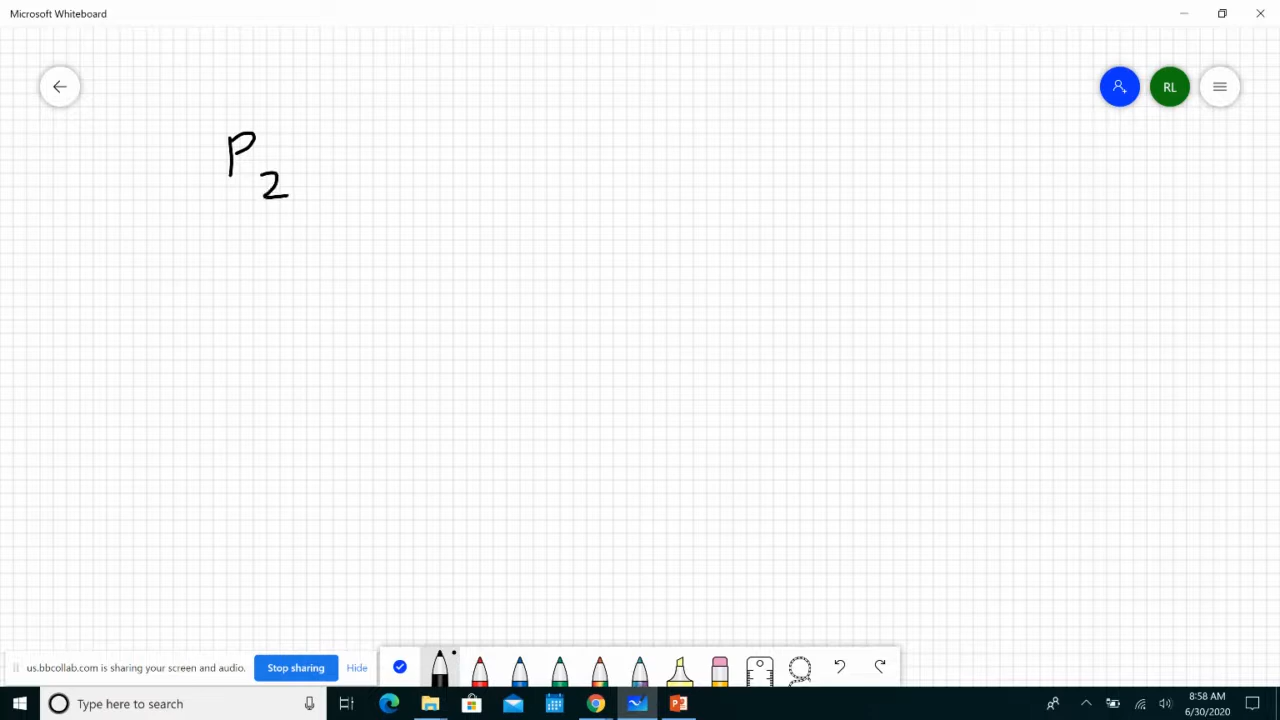 Microsoft Whiteboard
RL
P₂
us.bbcollab.com is sharing your screen and audio. Stop sharing Hide
Type here to search
8:58 AM
6/30/2020